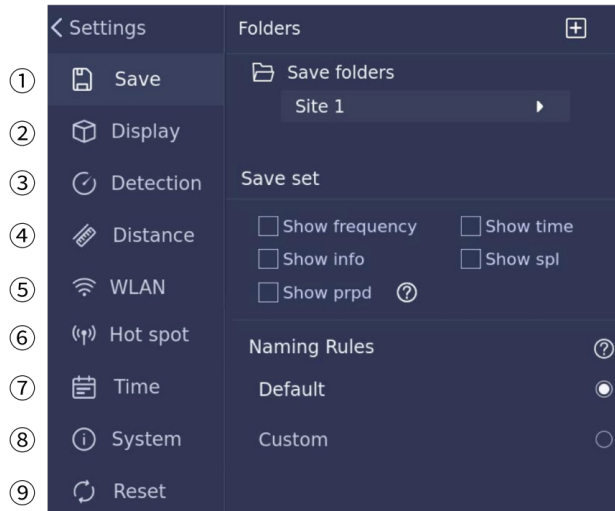 Settings
① Save
② Display
③ Detection
④ Distance
⑤ WLAN
⑥ Hot spot
⑦ Time
⑧ System
⑨ Reset
Folders
Save folders
Site 1
Save set
Show frequency Show time
Show info Show spl
Show prpd ?
Naming Rules ?
Default
Custom